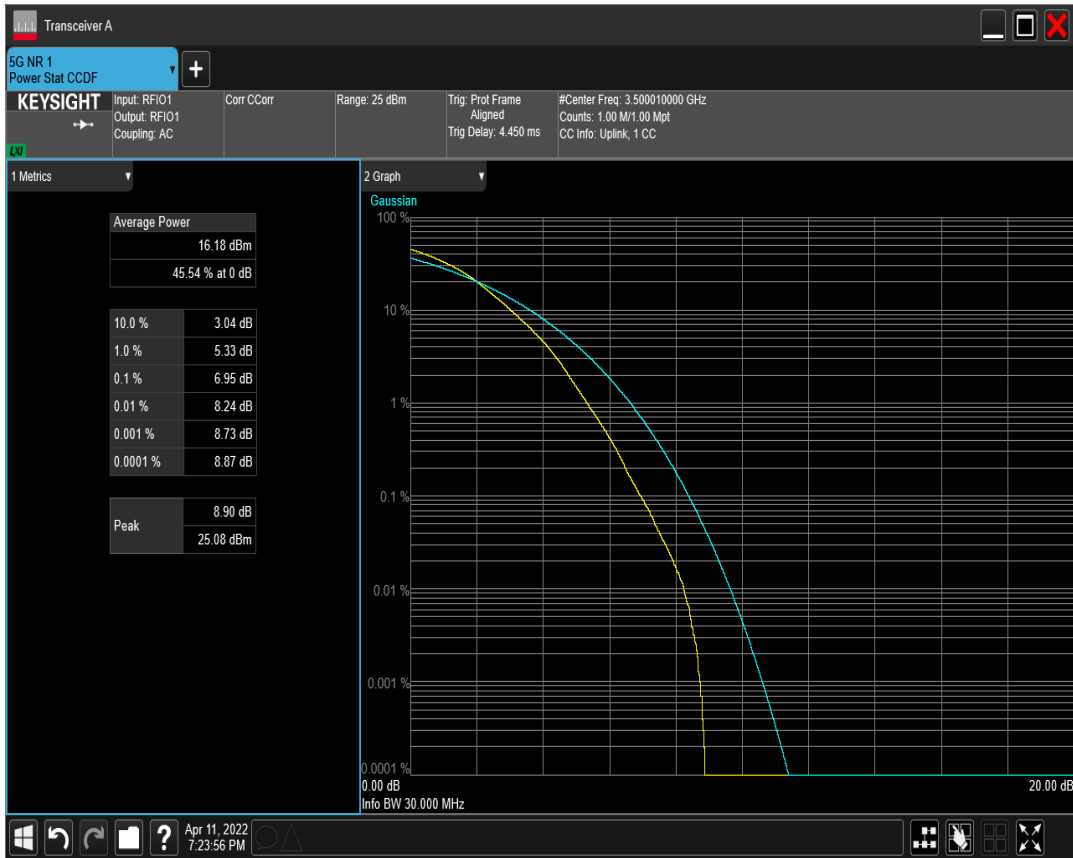 Transceiver A
5G NR 1
Power Stat CCDF
+
KEYSIGHT
LXI
Input: RFIO1
Output: RFIO1
Coupling: AC
Corr CCorr
Range: 25 dBm
Trig: Prot Frame
Aligned
Trig Delay: 4.450 ms
#Center Freq: 3.500010000 GHz
Counts: 1.00 M/1.00 Mpt
CC Info: Uplink, 1 CC
1 Metrics
Average Power
16.18 dBm
45.54 % at 0 dB
10.0 % 3.04 dB
1.0 % 5.33 dB
0.1 % 6.95 dB
0.01 % 8.24 dB
0.001 % 8.73 dB
0.0001 % 8.87 dB
Peak
8.90 dB
25.08 dBm
2 Graph
Gaussian
100 %
10 %
1 %
0.1 %
0.01 %
0.001 %
0.0001 %
0.00 dB 20.00 dB
Info BW 30.000 MHz
?
Apr 11, 2022
7:23:56 PM